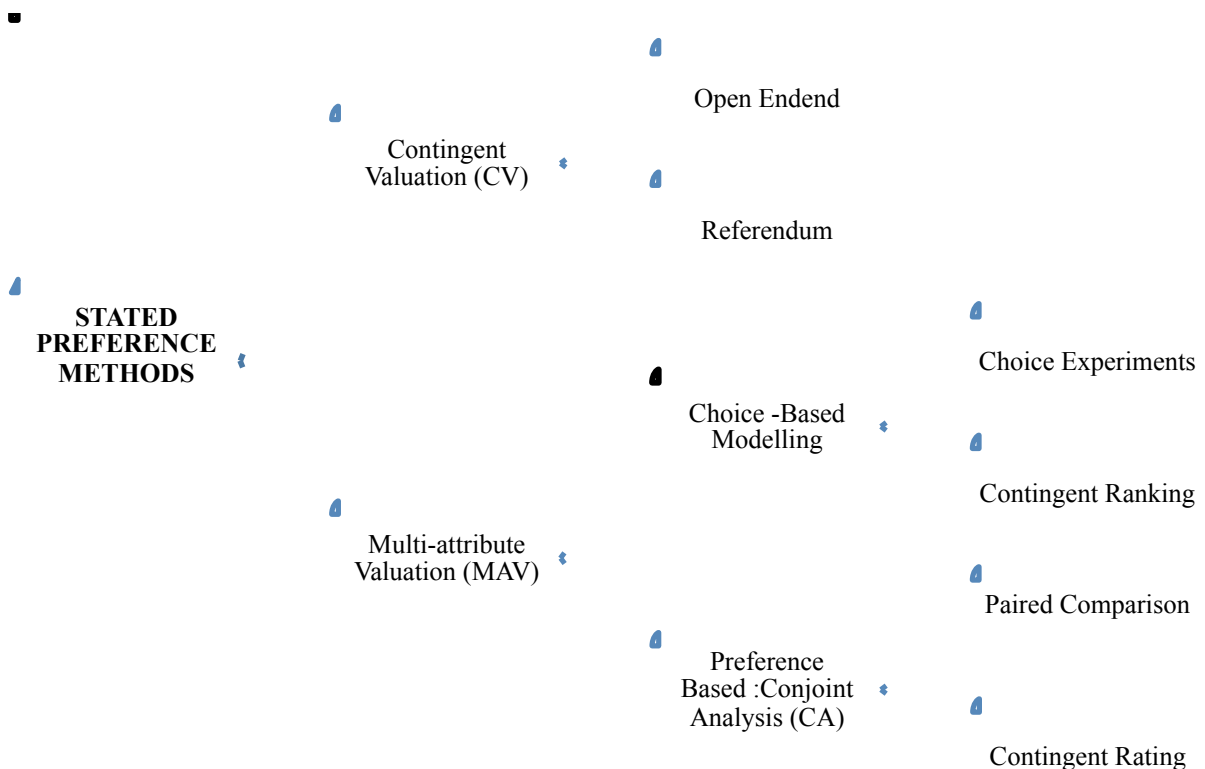 Open Endend
Contingent
Valuation (CV)
Referendum
STATED
PREFERENCE
METHODS
Choice Experiments
Choice -Based
Modelling
Contingent Ranking
Multi-attribute
Valuation (MAV)
Paired Comparison
Preference
Based :Conjoint
Analysis (CA)
Contingent Rating